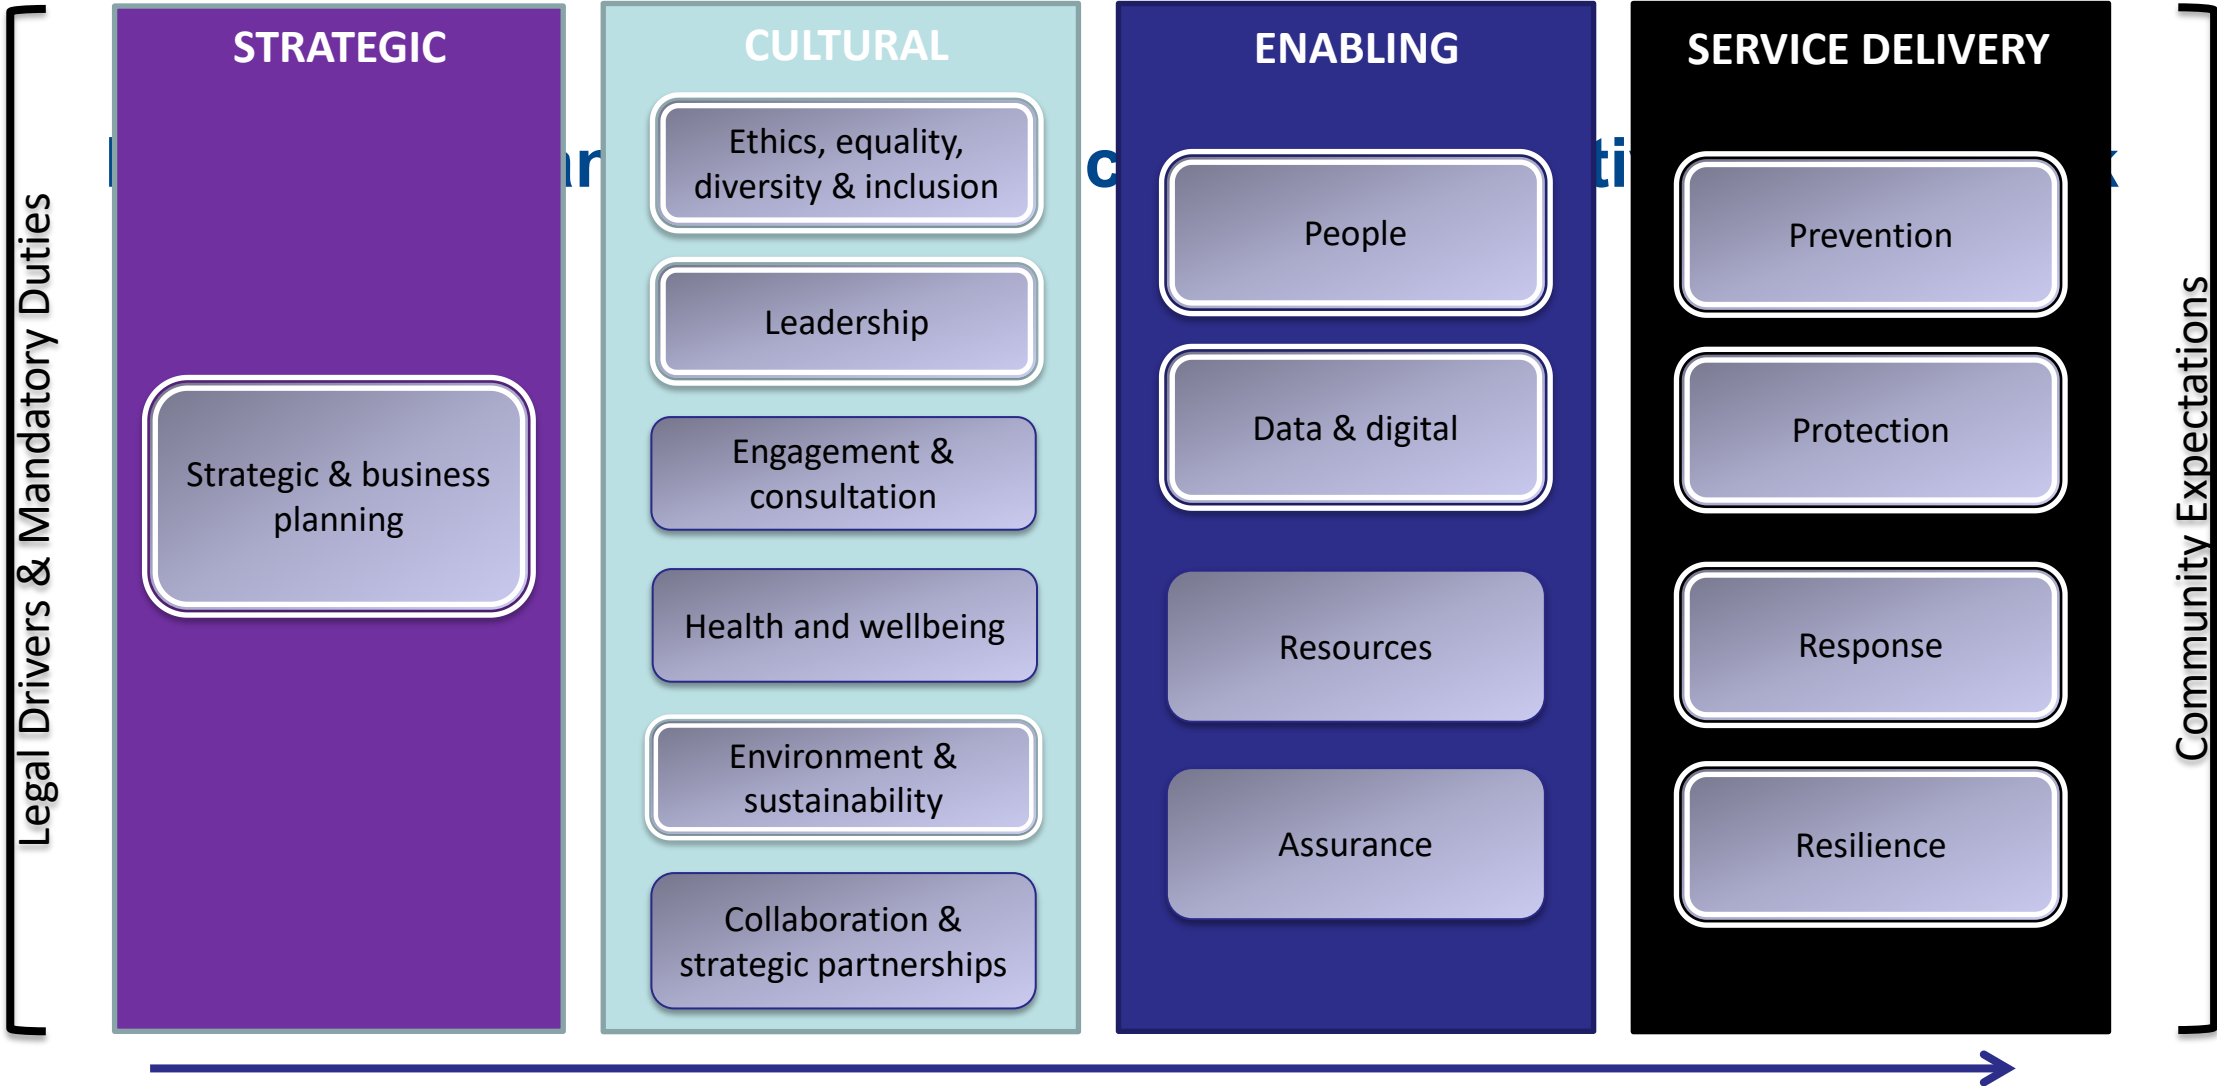 Legal Drivers & Mandatory Duties
STRATEGIC
Strategic & business
planning
CULTURAL
Ethics, equality,
diversity & inclusion
Leadership
Engagement &
consultation
Health and wellbeing
Environment &
sustainability
Collaboration &
strategic partnerships
ENABLING
People
Data & digital
Resources
Assurance
SERVICE DELIVERY
Prevention
Protection
Response
Resilience
Community Expectations